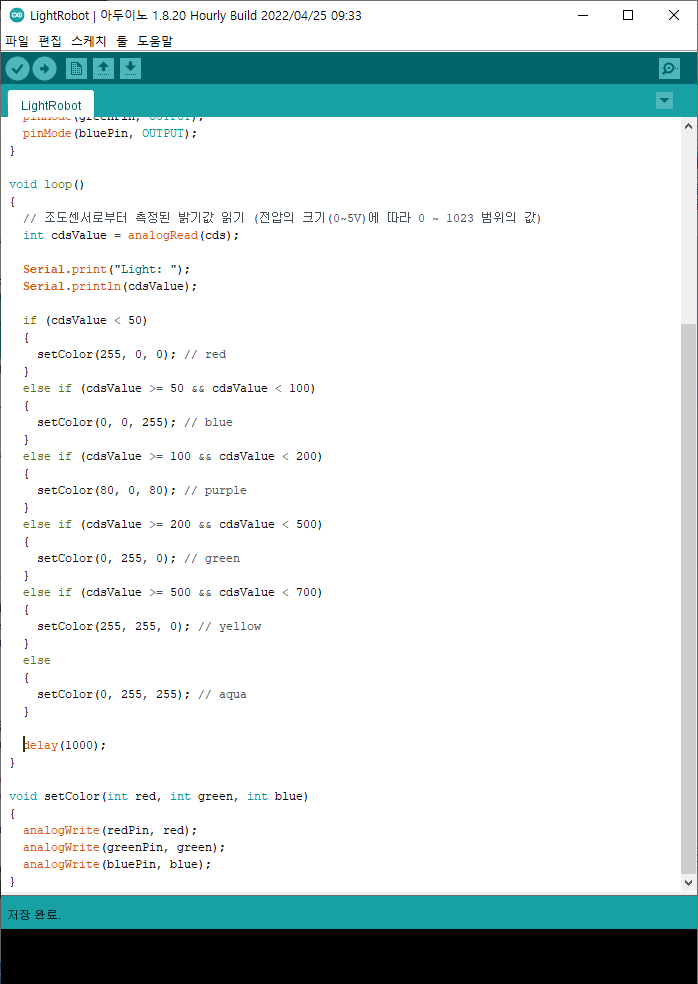 LightRobot | 아두이노 1.8.20 Hourly Build 2022/04/25 09:33
파일 편집 스케치 툴 도움말
LightRobot
pinMode(greenPin, OUTPUT);
pinMode(bluePin, OUTPUT);
}
void loop()
{
// 조도센서로부터 측정된 밝기값 읽기 (전압의 크기(0~5V)에 따라 0 ~ 1023 범위의 값)
int cdsValue = analogRead(cds);
Serial.print("Light: ");
Serial.println(cdsValue);
if (cdsValue < 50)
{
setColor(255, 0, 0); // red
}
else if (cdsValue >= 50 && cdsValue < 100)
{
setColor(0, 0, 255); // blue
}
else if (cdsValue >= 100 && cdsValue < 200)
{
setColor(80, 0, 80); // purple
}
else if (cdsValue >= 200 && cdsValue < 500)
{
setColor(0, 255, 0); // green
}
else if (cdsValue >= 500 && cdsValue < 700)
{
setColor(255, 255, 0); // yellow
}
else
{
setColor(0, 255, 255); // aqua
}
delay(1000);
}
void setColor(int red, int green, int blue)
{
analogWrite(redPin, red);
analogWrite(greenPin, green);
analogWrite(bluePin, blue);
}
저장 완료.